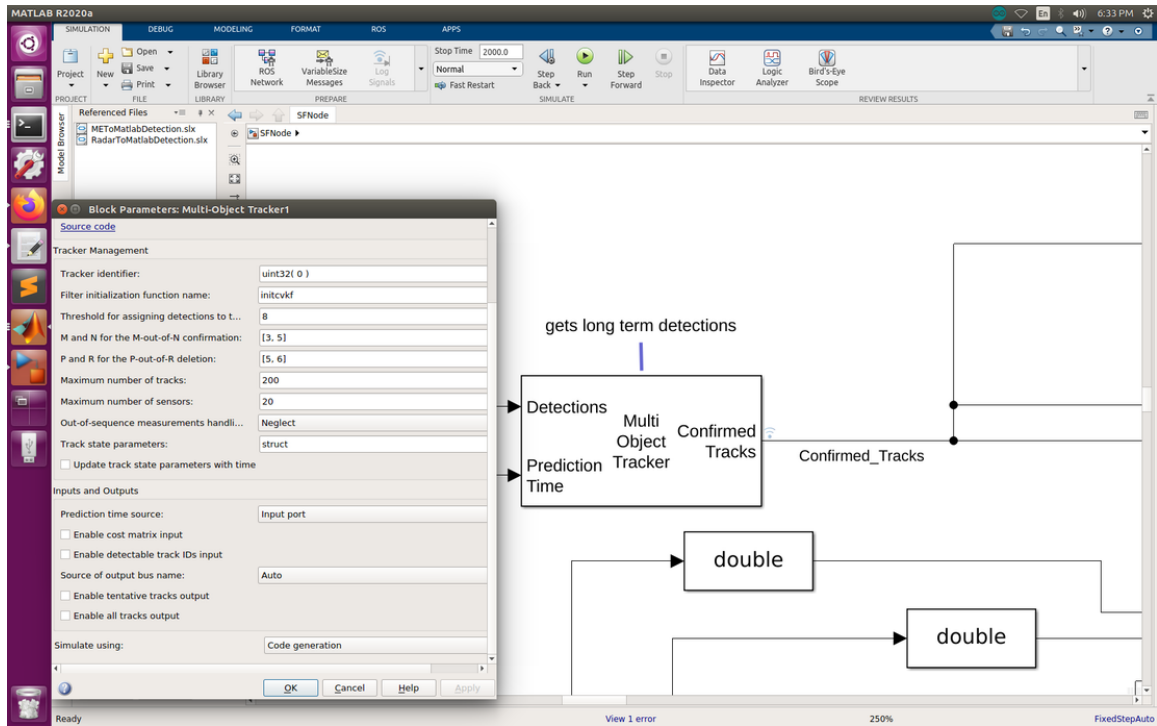 MATLAB R2020a
En
6:33 PM
SIMULATION DEBUG MODELING FORMAT ROS APPS
Project
New
Open
Save
Print
Library Browser
ROS Network
VariableSize Messages
Log Signals
Stop Time 2000.0
Normal
Fast Restart
Step Back
Run
Step Forward
Stop
Data Inspector
Logic Analyzer
Bird's-Eye Scope
PROJECT FILE LIBRARY PREPARE SIMULATE REVIEW RESULTS
Model Browser
Referenced Files
METoMatlabDetection.slx
RadarToMatlabDetection.slx
SFNode
SFNode
Block Parameters: Multi-Object Tracker1
Source code
Tracker Management
Tracker identifier: uint32( 0 )
Filter initialization function name: initcvkf
Threshold for assigning detections to t... 8
M and N for the M-out-of-N confirmation: [3, 5]
P and R for the P-out-of-R deletion: [5, 6]
Maximum number of tracks: 200
Maximum number of sensors: 20
Out-of-sequence measurements handli... Neglect
Track state parameters: struct
Update track state parameters with time
Inputs and Outputs
Prediction time source: Input port
Enable cost matrix input
Enable detectable track IDs input
Source of output bus name: Auto
Enable tentative tracks output
Enable all tracks output
Simulate using: Code generation
OK Cancel Help Apply
gets long term detections
Detections
Prediction
Time
Multi
Object
Tracker
Confirmed
Tracks
Confirmed_Tracks
double
double
Ready View 1 error 250% FixedStepAuto